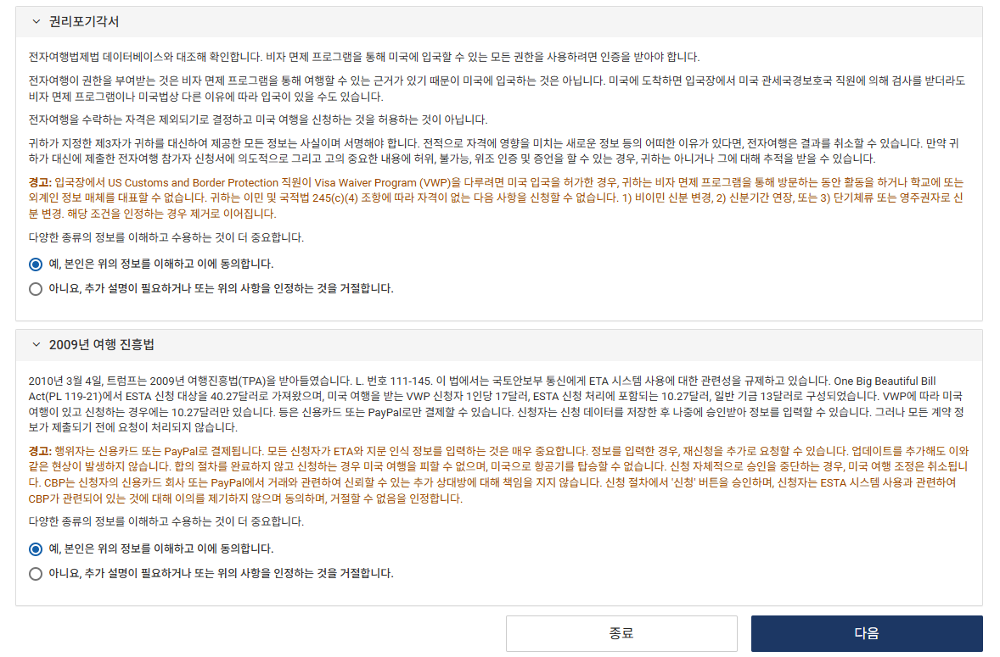 권리포기각서
전자여행법제법 데이터베이스와 대조해 확인합니다. 비자 면제 프로그램을 통해 미국에 입국할 수 있는 모든 권한을 사용하려면 인증을 받아야 합니다.
전자여행이 권한을 부여받는 것은 비자 면제 프로그램을 통해 여행할 수 있는 근거가 있기 때문이 미국에 입국하는 것은 아닙니다. 미국에 도착하면 입국장에서 미국 관세국경보호국 직원에 의해 검사를 받더라도
비자 면제 프로그램이나 미국법상 다른 이유에 따라 입국이 있을 수도 있습니다.
전자여행을 수락하는 자격은 제외되기로 결정하고 미국 여행을 신청하는 것을 허용하는 것이 아닙니다.
귀하가 지정한 제3자가 귀하를 대신하여 제공한 모든 정보는 사실이며 서명해야 합니다. 전적으로 자격에 영향을 미치는 새로운 정보 등의 어떠한 이유가 있다면, 전자여행은 결과를 취소할 수 있습니다. 만약 귀
하가 대신에 제출한 전자여행 참가자 신청서에 의도적으로 그리고 고의 중요한 내용에 허위, 불가능, 위조 인증 및 증언을 할 수 있는 경우, 귀하는 아니거나 그에 대해 추적을 받을 수 있습니다.
경고: 입국장에서 US Customs and Border Protection 직원이 Visa Waiver Program (VWP)을 다루려면 미국 입국을 허가한 경우, 귀하는 비자 면제 프로그램을 통해 방문하는 동안 활동을 하거나 학교에 또는
외계인 정보 매체를 대표할 수 없습니다. 귀하는 이민 및 국적법 245(c)(4) 조항에 따라 자격이 없는 다음 사항을 신청할 수 없습니다. 1) 비이민 신분 변경, 2) 신분기간 연장, 또는 3) 단기체류 또는 영주권자로 신
분 변경. 해당 조건을 인정하는 경우 제거로 이어집니다.
다양한 종류의 정보를 이해하고 수용하는 것이 더 중요합니다.
예, 본인은 위의 정보를 이해하고 이에 동의합니다.
아니요, 추가 설명이 필요하거나 또는 위의 사항을 인정하는 것을 거절합니다.
2009년 여행 진흥법
2010년 3월 4일, 트럼프는 2009년 여행진흥법(TPA)을 받아들였습니다. L. 번호 111-145. 이 법에서는 국토안보부 통신에게 ETA 시스템 사용에 대한 관련성을 규제하고 있습니다. One Big Beautiful Bill
Act(PL 119-21)에서 ESTA 신청 대상을 40.27달러로 가져왔으며, 미국 여행을 받는 VWP 신청자 1인당 17달러, ESTA 신청 처리에 포함되는 10.27달러, 일반 기금 13달러로 구성되었습니다. VWP에 따라 미국
여행이 있고 신청하는 경우에는 10.27달러만 있습니다. 등은 신용카드 또는 PayPal로만 결제할 수 있습니다. 신청자는 신청 데이터를 저장한 후 나중에 승인받아 정보를 입력할 수 있습니다. 그러나 모든 계약 정
보가 제출되기 전에 요청이 처리되지 않습니다.
경고: 행위자는 신용카드 또는 PayPal로 결제됩니다. 모든 신청자가 ETA와 지문 인식 정보를 입력하는 것은 매우 중요합니다. 정보를 입력한 경우, 재신청을 추가로 요청할 수 있습니다. 업데이트를 추가해도 이와
같은 현상이 발생하지 않습니다. 합의 절차를 완료하지 않고 신청하는 경우 미국 여행을 피할 수 없으며, 미국으로 항공기를 탑승할 수 없습니다. 신청 자체적으로 승인을 중단하는 경우, 미국 여행 조정은 취소됩니
다. CBP는 신청자의 신용카드 회사 또는 PayPal에서 거래와 관련하여 신뢰할 수 있는 추가 상대방에 대해 책임을 지지 않습니다. 신청 절차에서 '신청' 버튼을 승인하며, 신청자는 ESTA 시스템 사용과 관련하여
CBP가 관련되어 있는 것에 대해 이의를 제기하지 않으며 동의하며, 거절할 수 없음을 인정합니다.
다양한 종류의 정보를 이해하고 수용하는 것이 더 중요합니다.
예, 본인은 위의 정보를 이해하고 이에 동의합니다.
아니요, 추가 설명이 필요하거나 또는 위의 사항을 인정하는 것을 거절합니다.
종료
다음